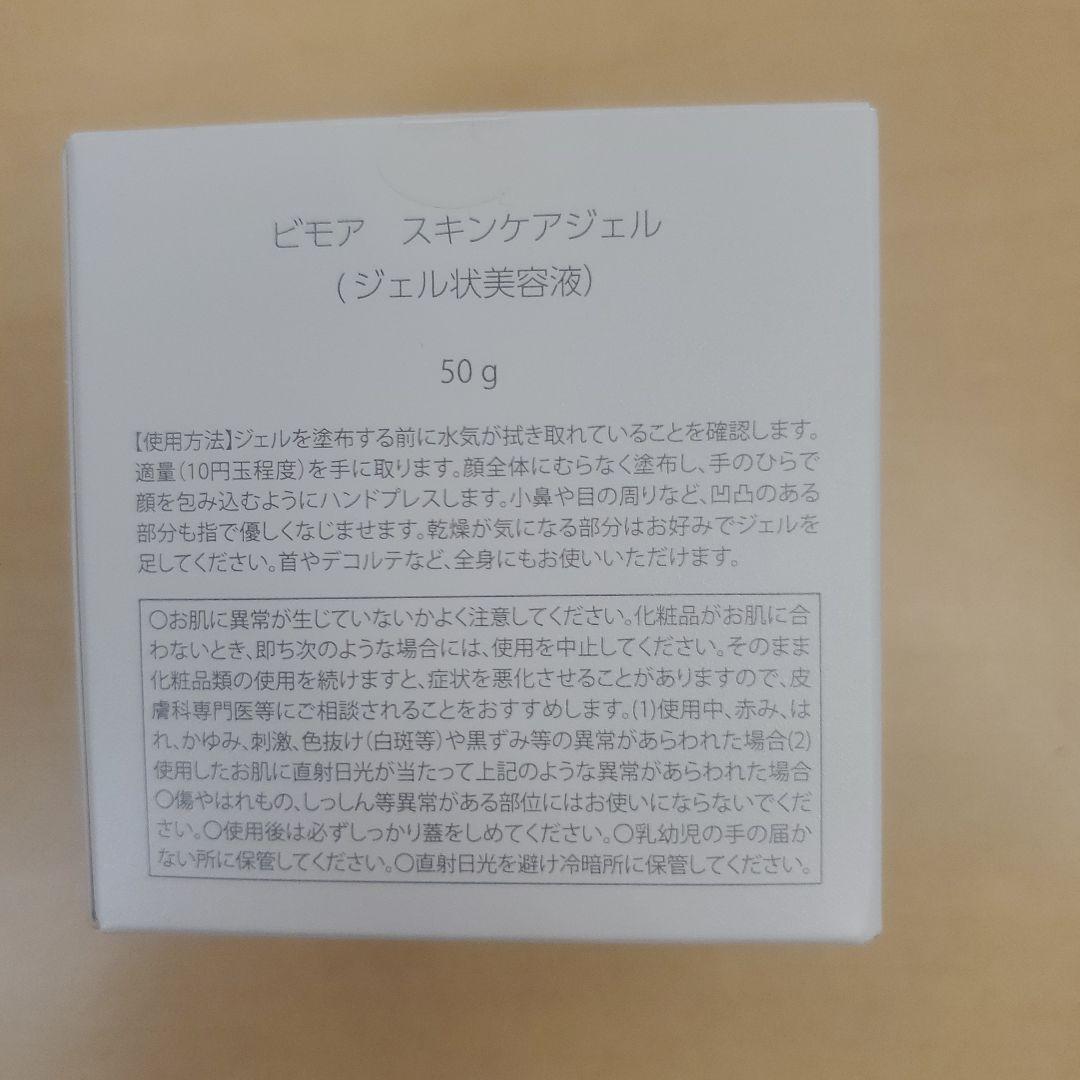 ビモア　スキンケアジェル
(ジェル状美容液)
50 g
【使用方法】ジェルを塗布する前に水気が拭き取れていることを確認します。
適量(10円玉程度)を手に取ります。顔全体にむらなく塗布し、手のひらで
顔を包み込むようにハンドプレスします。小鼻や目の周りなど、凹凸のある
部分も指で優しくなじませます。乾燥が気になる部分はお好みでジェルを
足してください。首やデコルテなど、全身にもお使いいただけます。
○お肌に異常が生じていないかよく注意してください。化粧品がお肌に合
わないとき、即ち次のような場合には、使用を中止してください。そのまま
化粧品類の使用を続けますと、症状を悪化させることがありますので、皮
膚科専門医等にご相談されることをおすすめします。(1)使用中、赤み、は
れ、かゆみ、刺激、色抜け(白斑等)や黒ずみ等の異常があらわれた場合(2)
使用したお肌に直射日光が当たって上記のような異常があらわれた場合
○傷やはれもの、しっしん等異常がある部位にはお使いにならないでくだ
さい。○使用後は必ずしっかり蓋をしめてください。○乳幼児の手の届か
ない所に保管してください。○直射日光を避け冷暗所に保管してください。